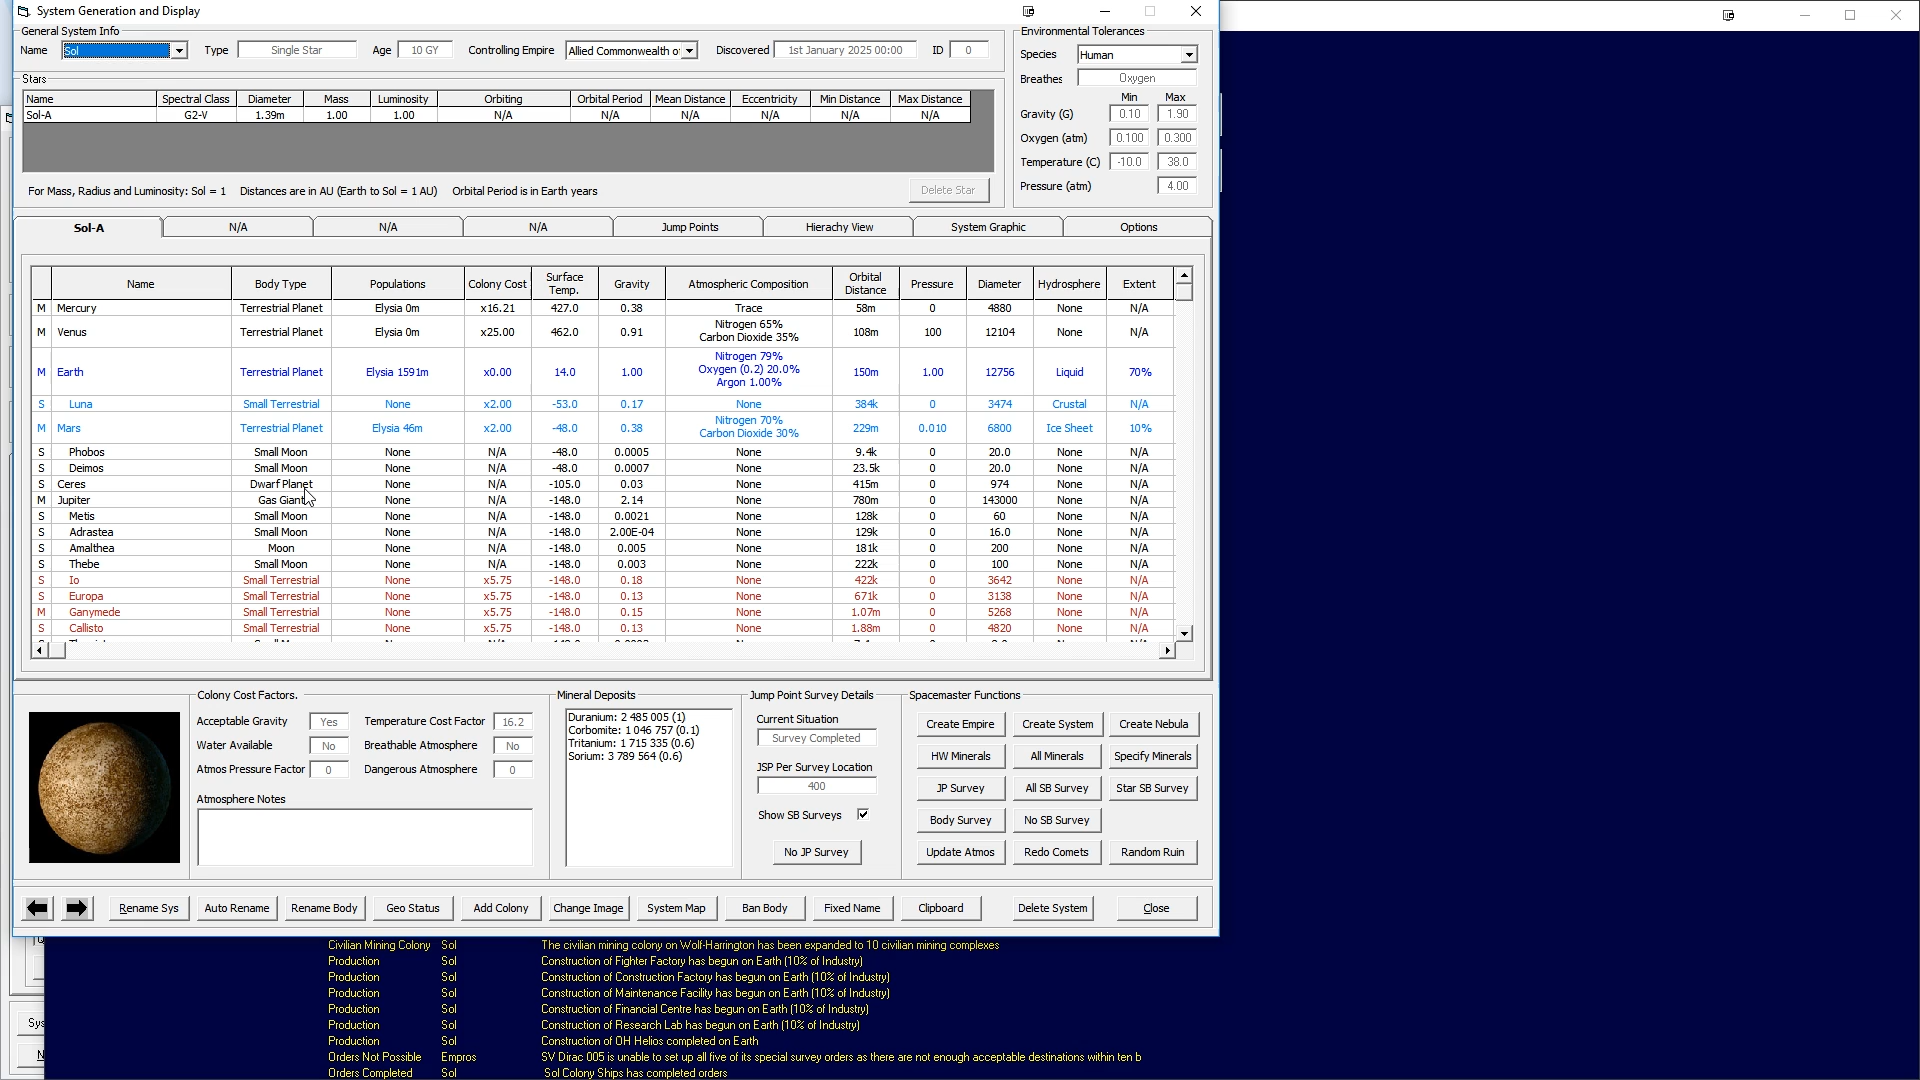 System Generation and Display
General System Info
Name Sol Type Single Star Age 10 GY Controlling Empire Allied Commonwealth o Discovered 1st January 2025 00:00 ID 0
Stars
Name Spectral Class Diameter Mass Luminosity Orbiting Orbital Period Mean Distance Eccentricity Min Distance Max Distance
Sol-A G2-V 1.39m 1.00 1.00 N/A N/A N/A N/A N/A N/A
For Mass, Radius and Luminosity: Sol = 1 Distances are in AU (Earth to Sol = 1 AU) Orbital Period is in Earth years Delete Star
Environmental Tolerances
Species Human
Breathes Oxygen
Min Max
Gravity (G) 0.10 1.90
Oxygen (atm) 0.100 0.300
Temperature (C) -10.0 38.0
Pressure (atm) 4.00
Sol-A N/A N/A N/A Jump Points Hierachy View System Graphic Options
Name Body Type Populations Colony Cost Surface Temp. Gravity Atmospheric Composition Orbital Distance Pressure Diameter Hydrosphere Extent
M Mercury Terrestrial Planet Elysia 0m x16.21 427.0 0.38 Trace 58m 0 4880 None N/A
M Venus Terrestrial Planet Elysia 0m x25.00 462.0 0.91 Nitrogen 65% Carbon Dioxide 35% 108m 100 12104 None N/A
M Earth Terrestrial Planet Elysia 1591m x0.00 14.0 1.00 Nitrogen 79% Oxygen (0.2) 20.0% Argon 1.00% 150m 1.00 12756 Liquid 70%
S Luna Small Terrestrial None x2.00 -53.0 0.17 None 384k 0 3474 Crustal N/A
M Mars Terrestrial Planet Elysia 46m x2.00 -48.0 0.38 Nitrogen 70% Carbon Dioxide 30% 229m 0.010 6800 Ice Sheet 10%
S Phobos Small Moon None N/A -48.0 0.0005 None 9.4k 0 20.0 None N/A
S Deimos Small Moon None N/A -48.0 0.0007 None 23.5k 0 20.0 None N/A
S Ceres Dwarf Planet None N/A -105.0 0.03 None 415m 0 974 None N/A
M Jupiter Gas Giant None N/A -148.0 2.14 None 780m 0 143000 None N/A
S Metis Small Moon None N/A -148.0 0.0021 None 128k 0 60 None N/A
S Adrastea Small Moon None N/A -148.0 2.00E-04 None 129k 0 16.0 None N/A
S Amalthea Moon None N/A -148.0 0.005 None 181k 0 200 None N/A
S Thebe Small Moon None N/A -148.0 0.003 None 222k 0 100 None N/A
S Io Small Terrestrial None x5.75 -148.0 0.18 None 422k 0 3642 None N/A
S Europa Small Terrestrial None x5.75 -148.0 0.13 None 671k 0 3138 None N/A
M Ganymede Small Terrestrial None x5.75 -148.0 0.15 None 1.07m 0 5268 None N/A
S Callisto Small Terrestrial None x5.75 -148.0 0.13 None 1.88m 0 4820 None N/A
Colony Cost Factors.
Acceptable Gravity Yes Temperature Cost Factor 16.2
Water Available No Breathable Atmosphere No
Atmos Pressure Factor 0 Dangerous Atmosphere 0
Atmosphere Notes
Mineral Deposits
Duranium: 2 485 005 (1)
Corbomite: 1 046 757 (0.1)
Tritanium: 1 715 335 (0.6)
Sorium: 3 789 564 (0.6)
Jump Point Survey Details
Current Situation
Survey Completed
JSP Per Survey Location
400
Show SB Surveys
No JP Survey
Spacemaster Functions
Create Empire Create System Create Nebula
HW Minerals All Minerals Specify Minerals
JP Survey All SB Survey Star SB Survey
Body Survey No SB Survey
Update Atmos Redo Comets Random Ruin
Rename Sys Auto Rename Rename Body Geo Status Add Colony Change Image System Map Ban Body Fixed Name Clipboard Delete System Close
Civilian Mining Colony Sol The civilian mining colony on Wolf-Harrington has been expanded to 10 civilian mining complexes
Production Sol Construction of Fighter Factory has begun on Earth (10% of Industry)
Production Sol Construction of Construction Factory has begun on Earth (10% of Industry)
Production Sol Construction of Maintenance Facility has begun on Earth (10% of Industry)
Production Sol Construction of Financial Centre has begun on Earth (10% of Industry)
Sys Production Sol Construction of Research Lab has begun on Earth (10% of Industry)
Production Sol Construction of OH Helios completed on Earth
N Orders Not Possible Empros SV Dirac 005 is unable to set up all five of its special survey orders as there are not enough acceptable destinations within ten b
Orders Completed Sol Sol Colony Ships has completed orders